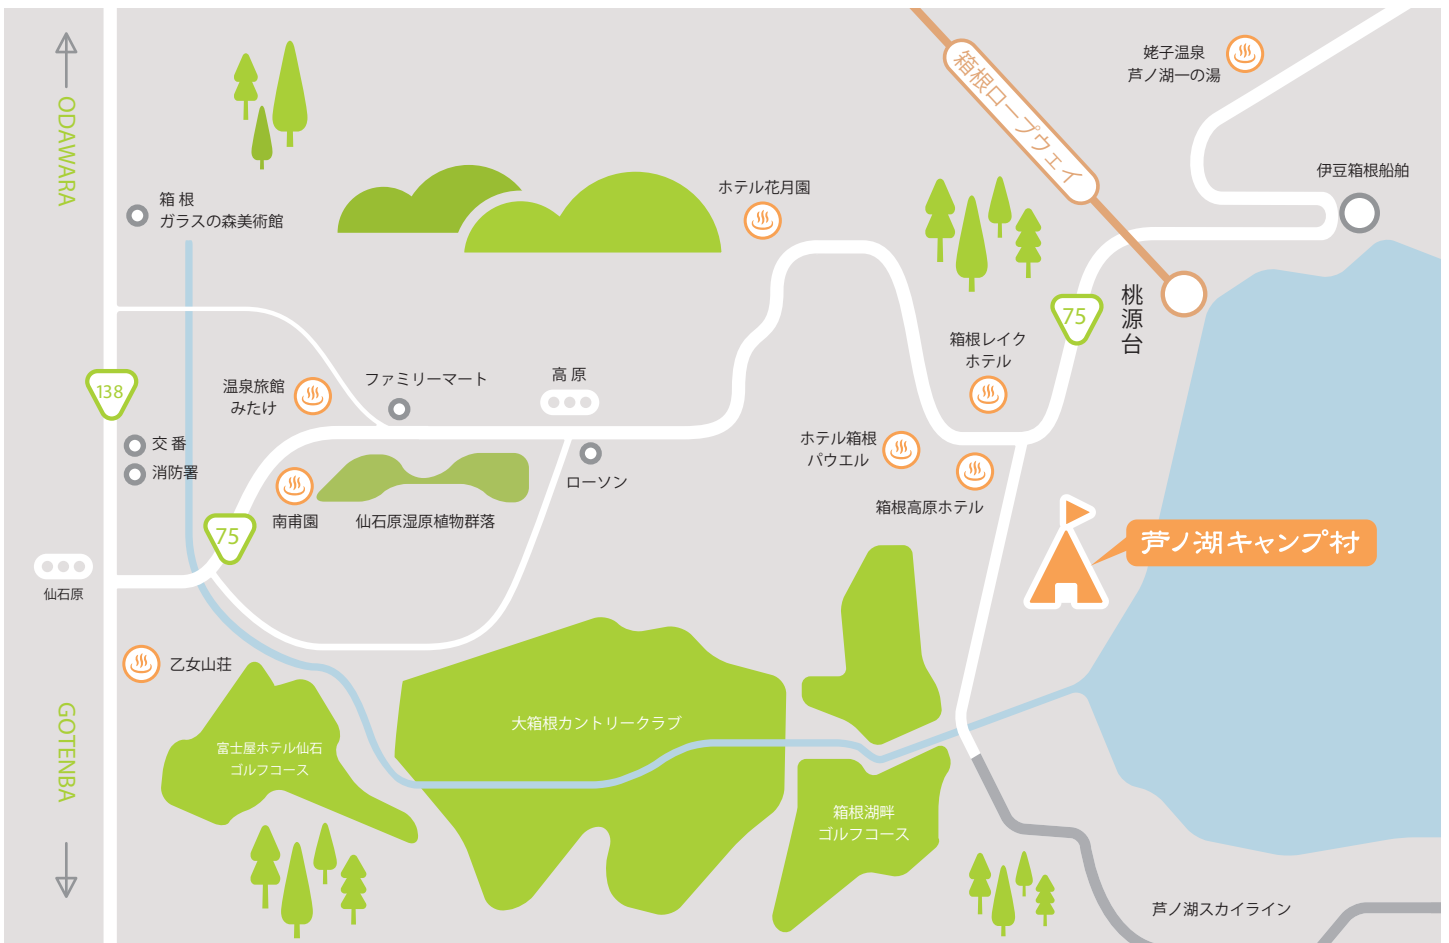 ODAWARA
箱根
ガラスの森美術館
ホテル花月園
箱根ロープウェイ
姥子温泉
芦ノ湖一の湯
伊豆箱根船舶
桃源台
75
箱根レイク
ホテル
138
温泉旅館
みたけ
ファミリーマート
高原
交番
消防署
ホテル箱根
パウエル
箱根高原ホテル
ローソン
南甫園
仙石原湿原植物群落
75
芦ノ湖キャンプ村
仙石原
乙女山荘
GOTENBA
富士屋ホテル仙石
ゴルフコース
大箱根カントリークラブ
箱根湖畔
ゴルフコース
芦ノ湖スカイライン